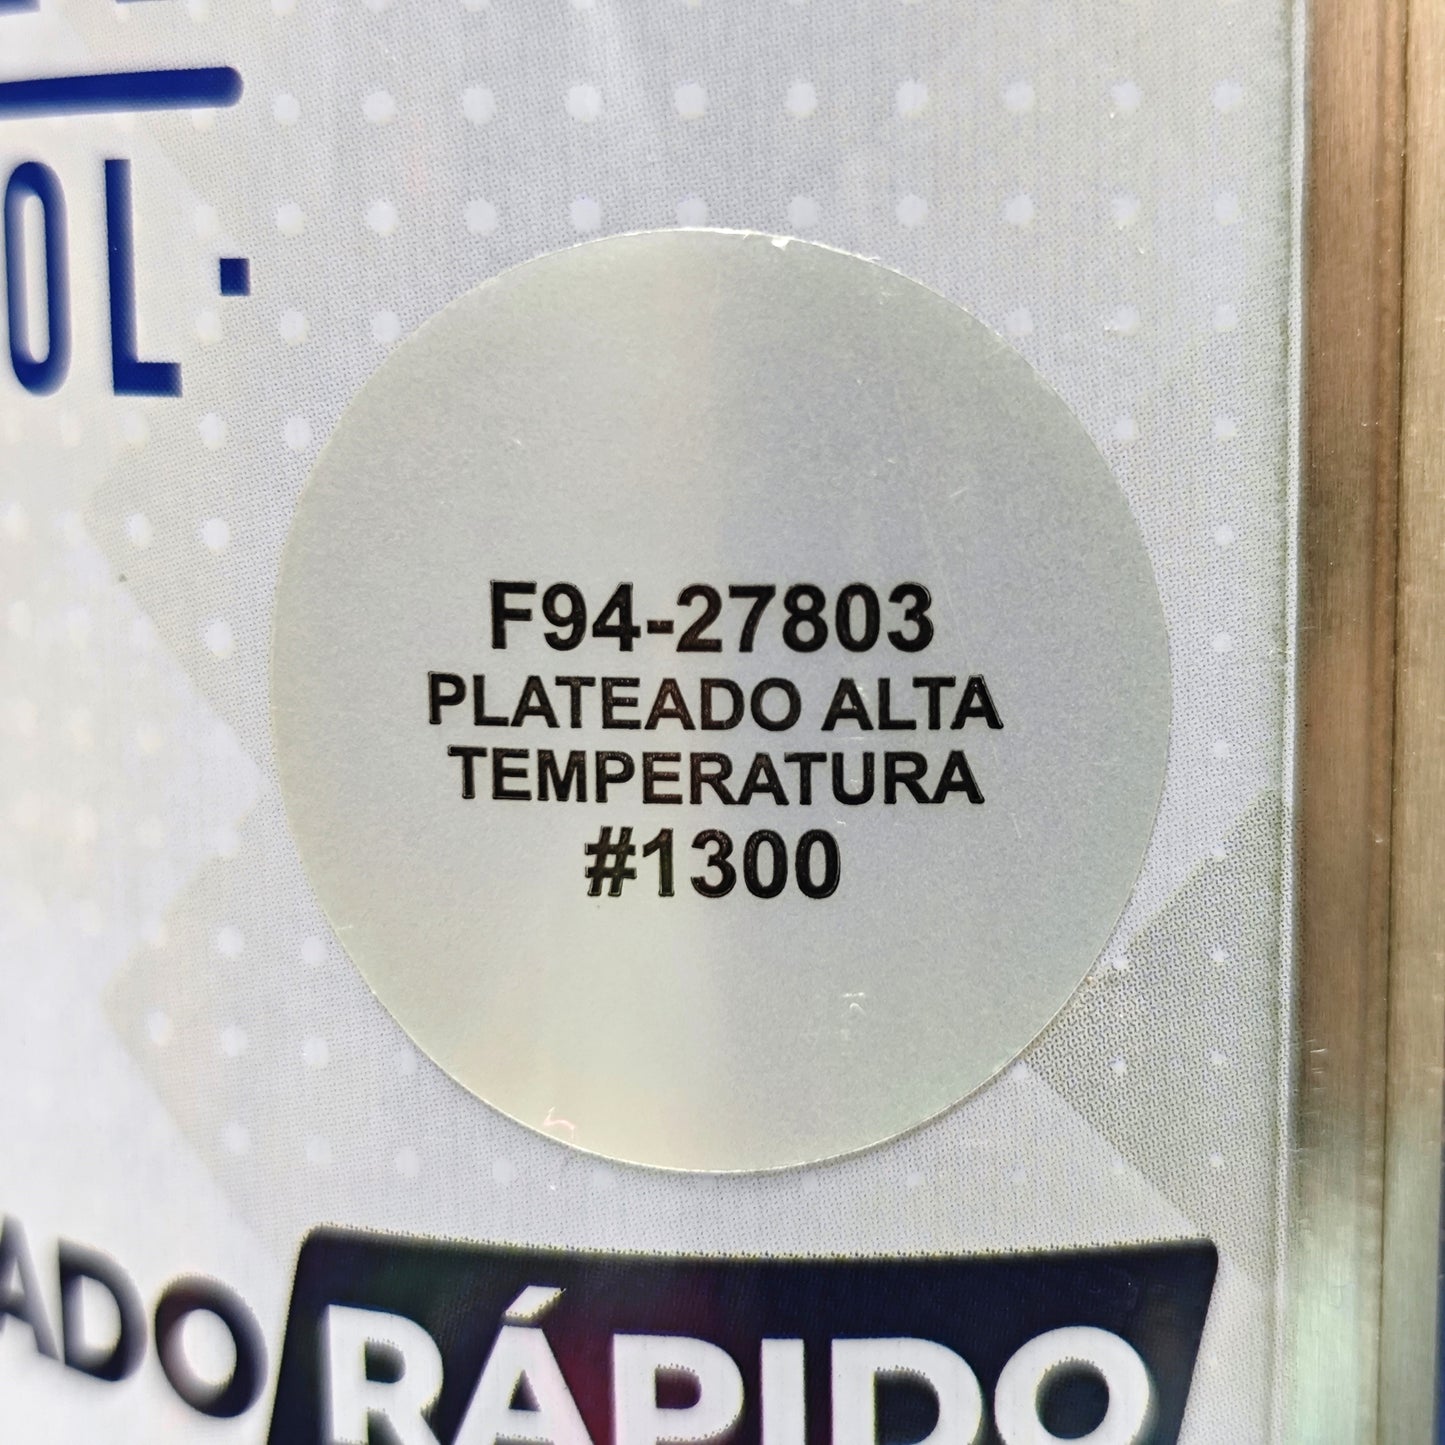 OL.
F94-27803
PLATEADO ALTA
TEMPERATURA
#1300
ADO RÁPIDO